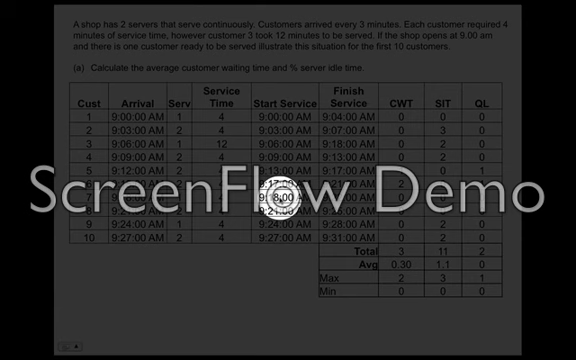 A shop has 2 servers that serve continuously. Customers arrived every 3 minutes. Each customer required 4
minutes of service time, however customer 3 took 12 minutes to be served. If the shop opens at 9.00 am
and there is one customer ready to be served illustrate this situation for the first 10 customers.
(a) Calculate the average customer waiting time and % server idle time.
Cust Arrival Serv Service Time Start Service Finish Service CWT SIT QL
1 9:00:00 AM 1 4 9:00:00 AM 9:04:00 AM 0 0 0
2 9:03:00 AM 2 4 9:03:00 AM 9:07:00 AM 0 3 0
3 9:06:00 AM 1 12 9:06:00 AM 9:18:00 AM 0 2 0
4 9:09:00 AM 2 4 9:09:00 AM 9:13:00 AM 0 2 0
5 9:12:00 AM 2 4 9:13:00 AM 9:17:00 AM 0 1
ScreenFlow Demo
9:18:00
9 9:24:00 AM 1 4 9:24:00 AM 9:28:00 AM 0 2 0
10 9:27:00 AM 2 4 9:27:00 AM 9:31:00 AM 0 2 0
Total 3 11 2
Avg 0.30 1.1 0
Max 2 3 1
Min 0 0 0